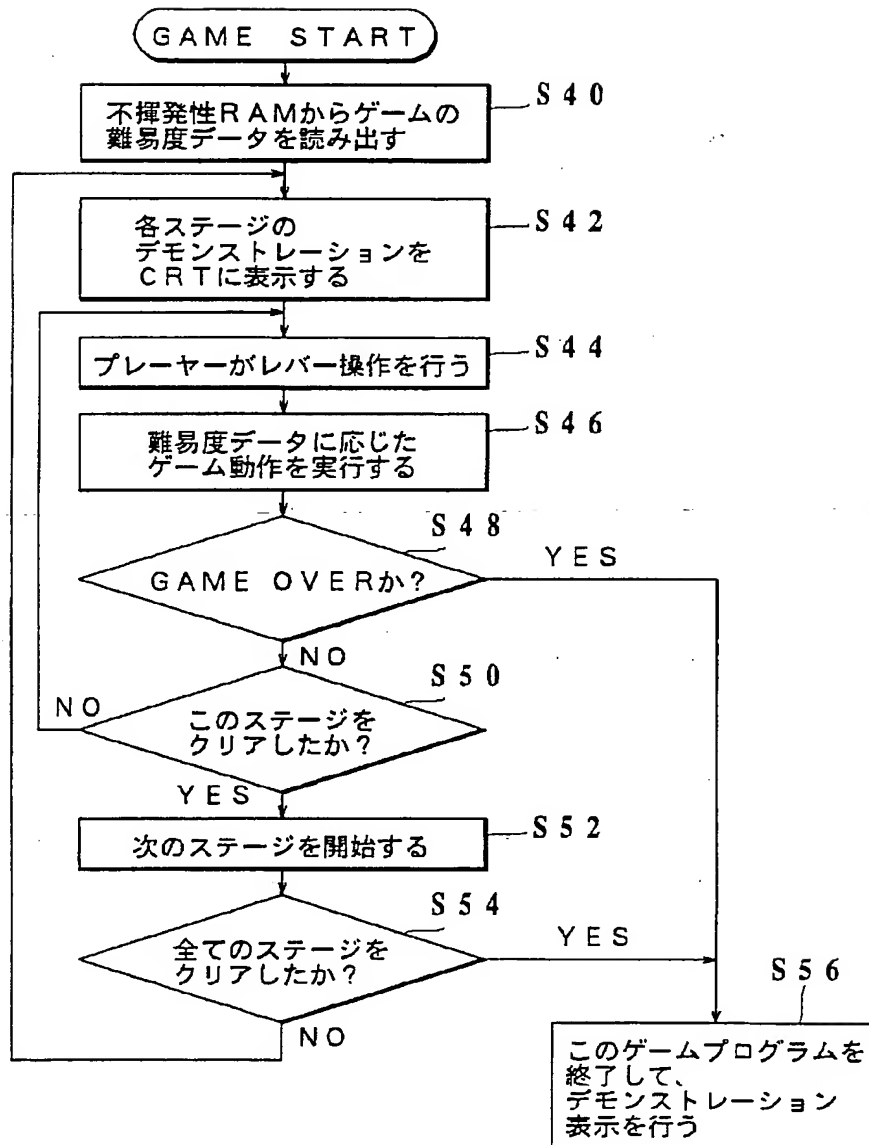 GAME START
S40
不揮発性RAMからゲームの
難易度データを読み出す
S42
各ステージの
デモンストレーションを
CRTに表示する
S44
プレーヤーがレバー操作を行う
S46
難易度データに応じた
ゲーム動作を実行する
S48
GAME OVERか?
YES
NO
S50
NO
このステージを
クリアしたか?
YES
S52
次のステージを開始する
S54
全てのステージを
クリアしたか?
YES
NO
S56
このゲームプログラムを
終了して、
デモンストレーション
表示を行う